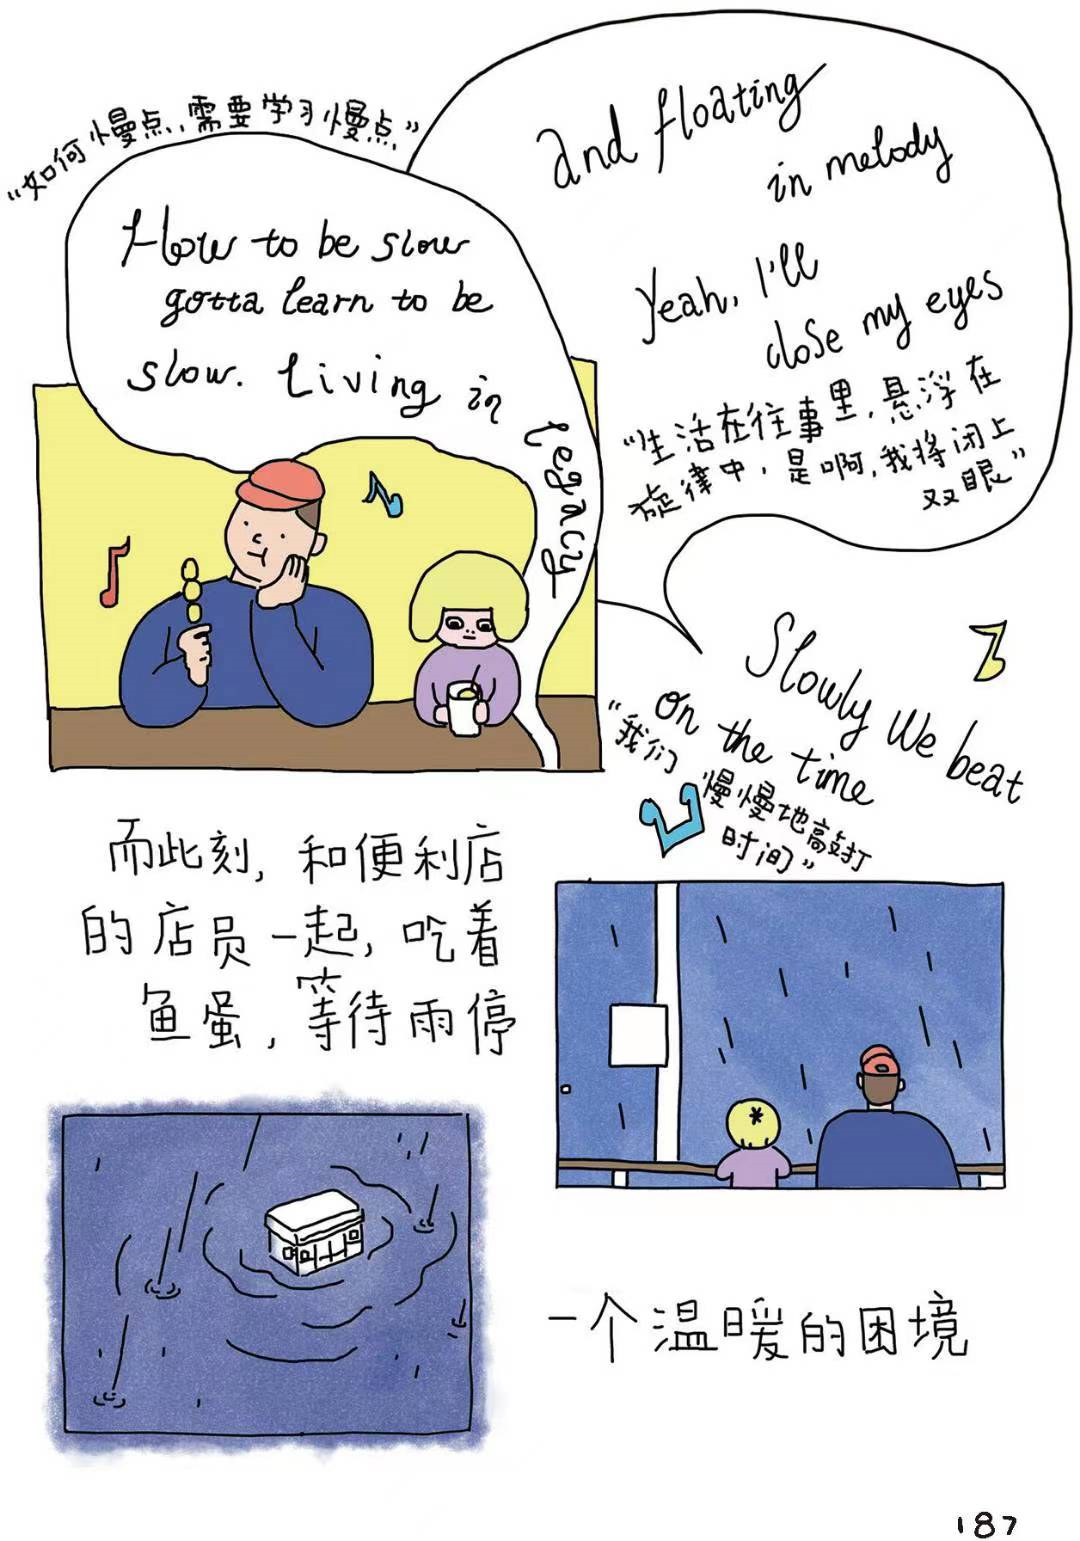 “如何慢点，需要学习慢点”
How to be slow
gotta learn to be
slow. Living in
legacy
and floating
in melody
Yeah, I'll
close my eyes
“生活在往事里，悬浮在
旋律中，是啊，我将闭上
双眼”
Slowly We beat
on the time
“我们
慢慢地敲打
时间”
而此刻，和便利店
的店员一起，吃着
鱼蛋，等待雨停
一个温暖的困境
187